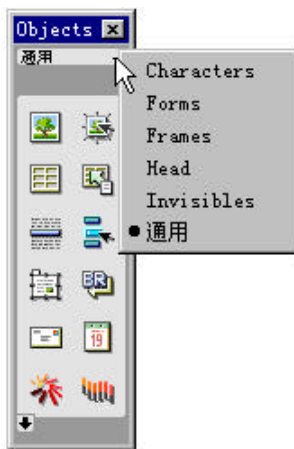 Objects
通用
Characters
Forms
Frames
Head
Invisibles
通用
BR
19